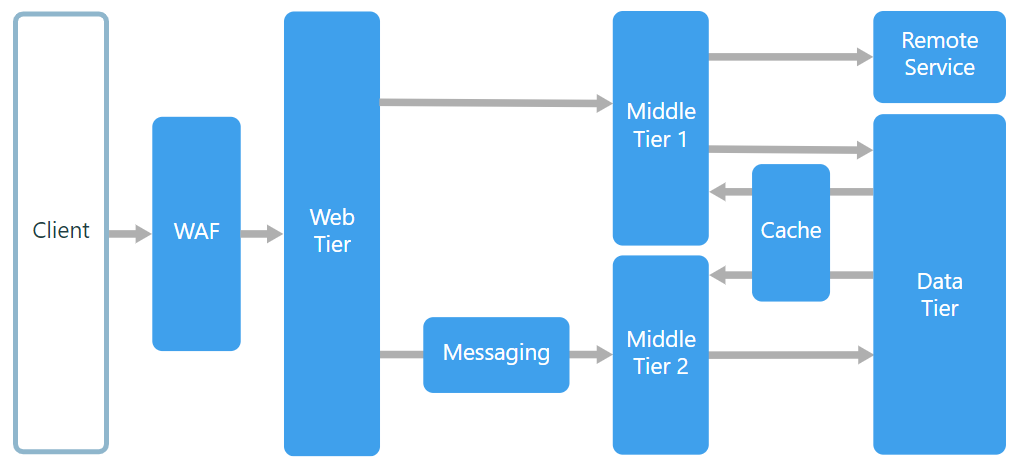 Client
WAF
Web
Tier
Messaging
Middle
Tier 1
Middle
Tier 2
Cache
Remote
Service
Data
Tier